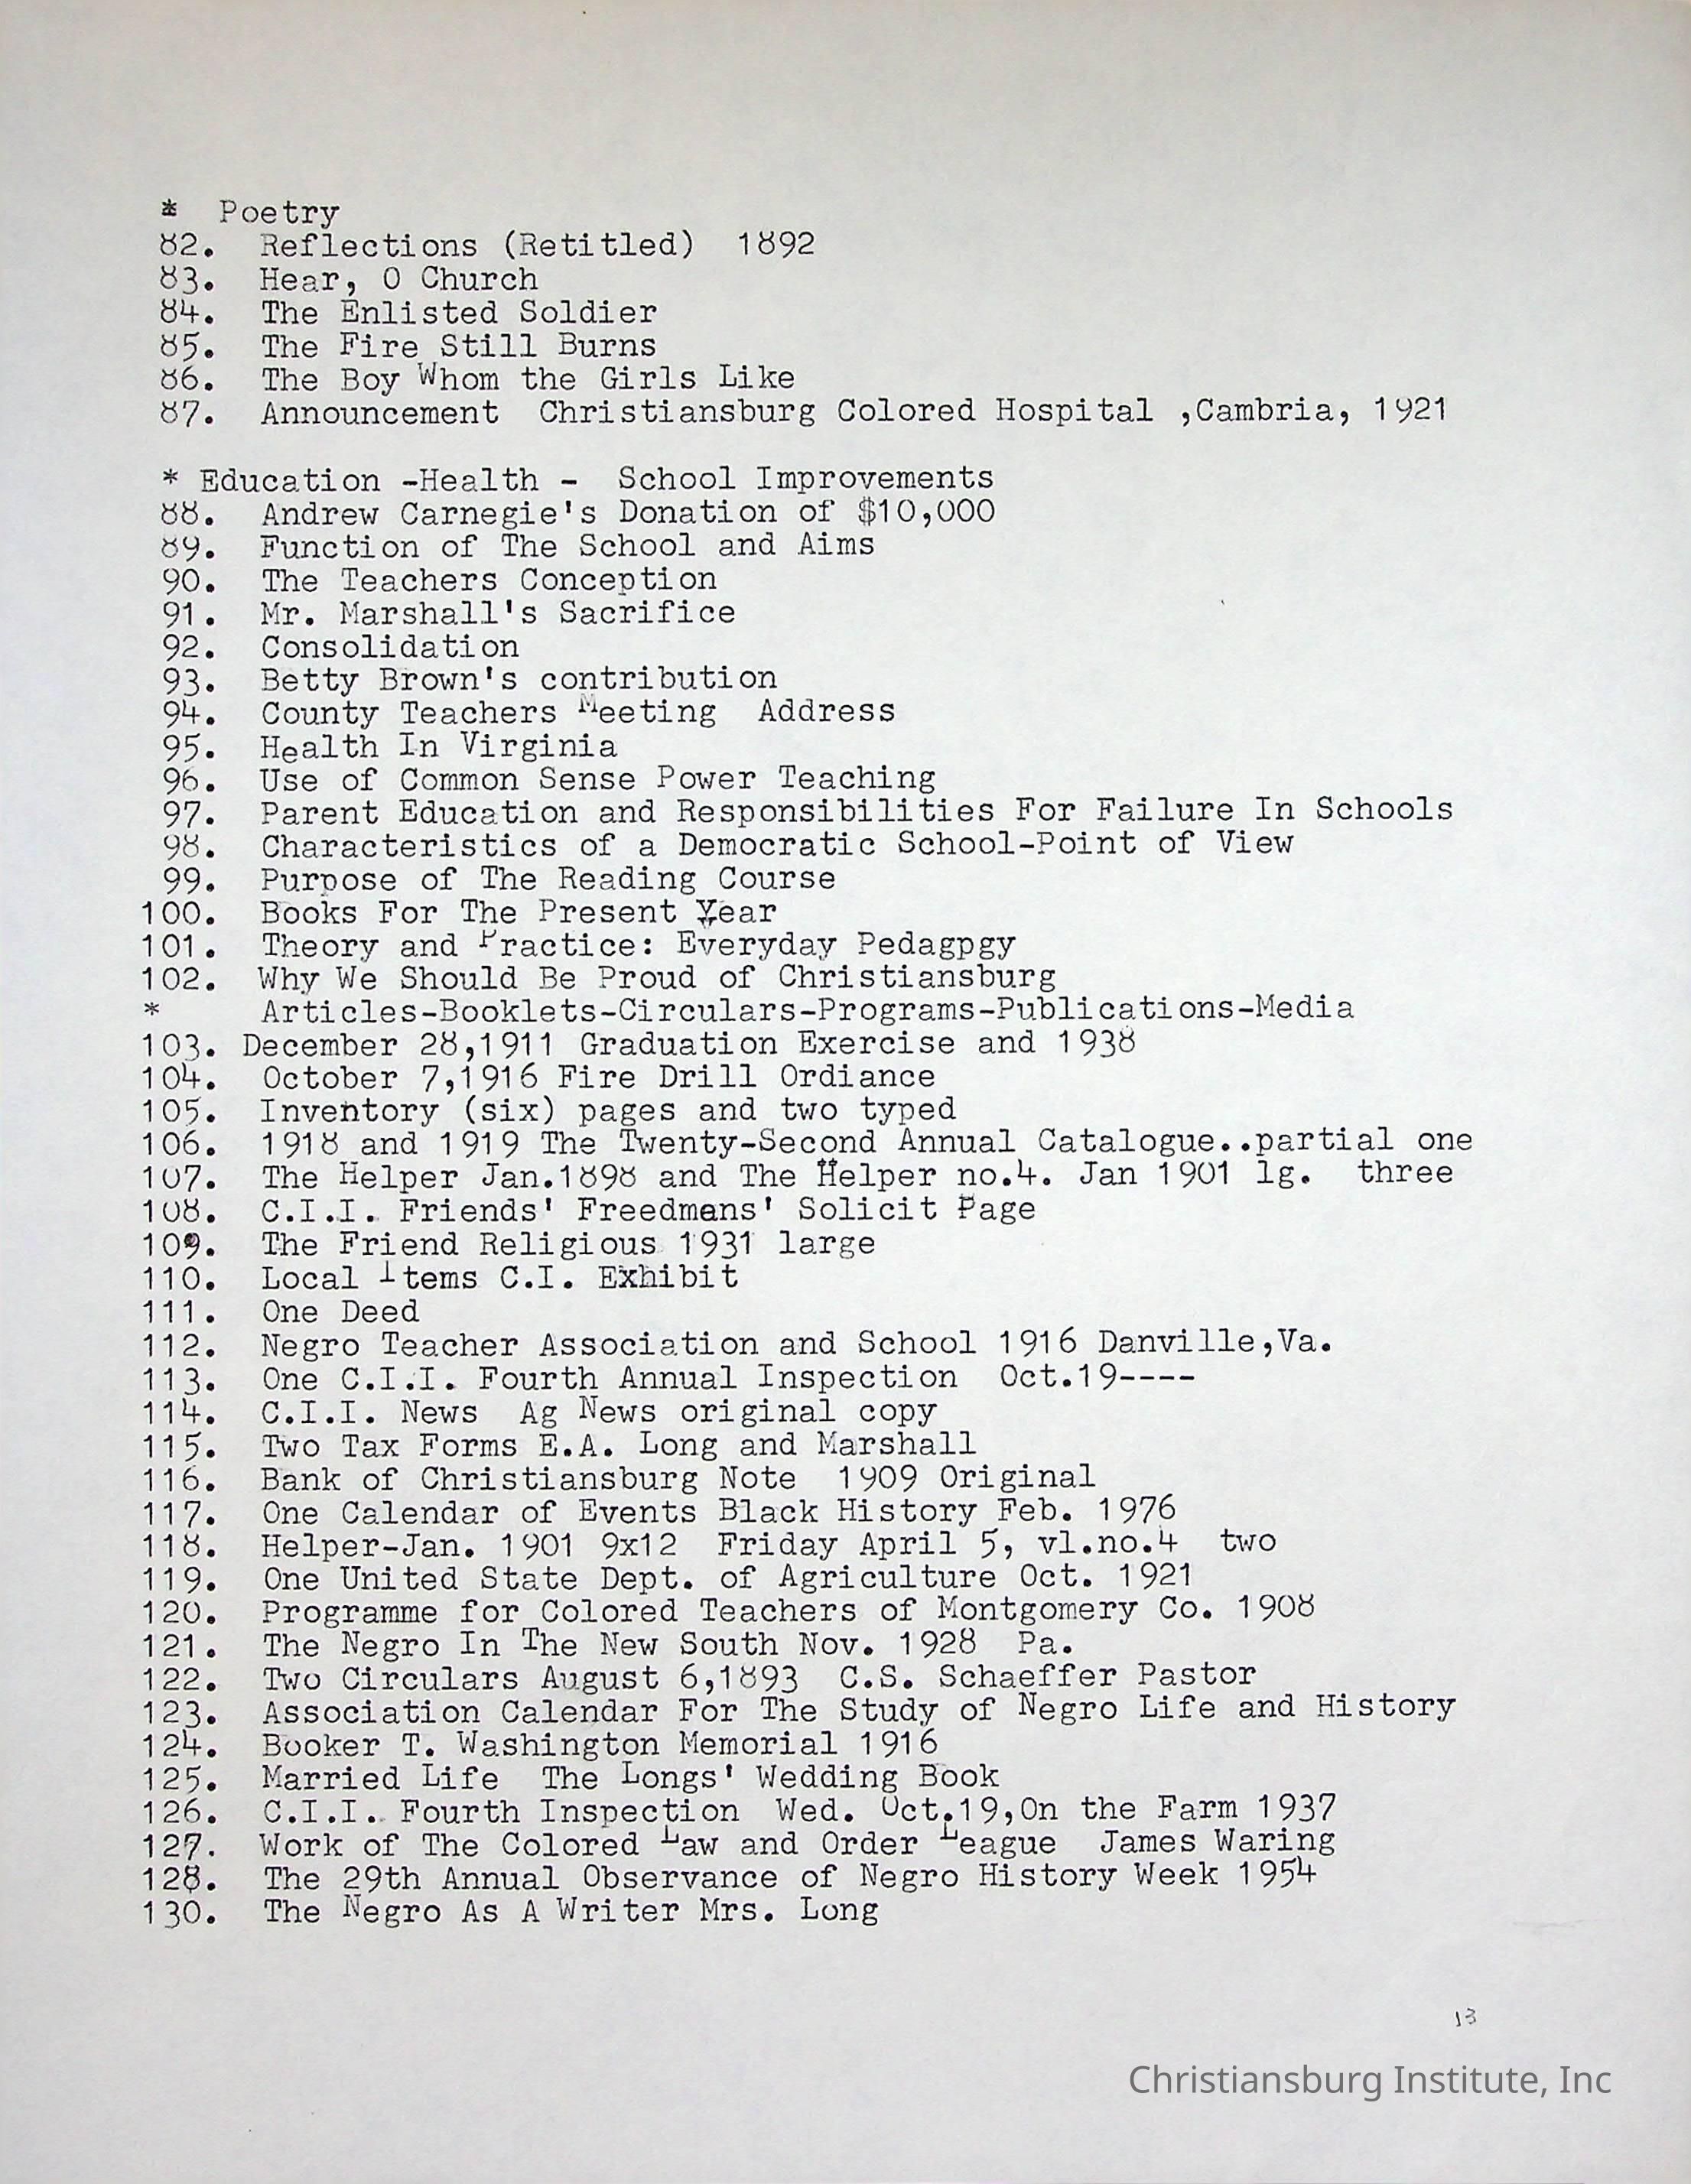 * Poetry
82. Reflections (Retitled) 1892
83. Hear, O Church
84. The Enlisted Soldier
85. The Fire Still Burns
86. The Boy Whom the Girls Like
87. Announcement Christiansburg Colored Hospital ,Cambria, 1921
* Education -Health - School Improvements
88. Andrew Carnegie's Donation of $10,000
89. Function of The School and Aims
90. The Teachers Conception
91. Mr. Marshall's Sacrifice
92. Consolidation
93. Betty Brown's contribution
94. County Teachers Meeting Address
95. Health In Virginia
96. Use of Common Sense Power Teaching
97. Parent Education and Responsibilities For Failure In Schools
98. Characteristics of a Democratic School-Point of View
99. Purpose of The Reading Course
100. Books For The Present Year
101. Theory and Practice: Everyday Pedagpgy
102. Why We Should Be Proud of Christiansburg
* Articles-Booklets-Circulars-Programs-Publications-Media
103. December 28,1911 Graduation Exercise and 1938
104. October 7,1916 Fire Drill Ordiance
105. Inventory (six) pages and two typed
106. 1918 and 1919 The Twenty-Second Annual Catalogue..partial one
107. The Helper Jan.1898 and The Helper no.4. Jan 1901 lg. three
108. C.I.I. Friends' Freedmens' Solicit Page
109. The Friend Religious 1931 large
110. Local Items C.I. Exhibit
111. One Deed
112. Negro Teacher Association and School 1916 Danville,Va.
113. One C.I.I. Fourth Annual Inspection Oct.19----
114. C.I.I. News Ag News original copy
115. Two Tax Forms E.A. Long and Marshall
116. Bank of Christiansburg Note 1909 Original
117. One Calendar of Events Black History Feb. 1976
118. Helper-Jan. 1901 9x12 Friday April 5, vl.no.4 two
119. One United State Dept. of Agriculture Oct. 1921
120. Programme for Colored Teachers of Montgomery Co. 1908
121. The Negro In The New South Nov. 1928 Pa.
122. Two Circulars August 6,1893 C.S. Schaeffer Pastor
123. Association Calendar For The Study of Negro Life and History
124. Booker T. Washington Memorial 1916
125. Married Life The Longs' Wedding Book
126. C.I.I. Fourth Inspection Wed. Oct.19,On the Farm 1937
127. Work of The Colored Law and Order League James Waring
128. The 29th Annual Observance of Negro History Week 1954
130. The Negro As A Writer Mrs. Long
13
Christiansburg Institute, Inc